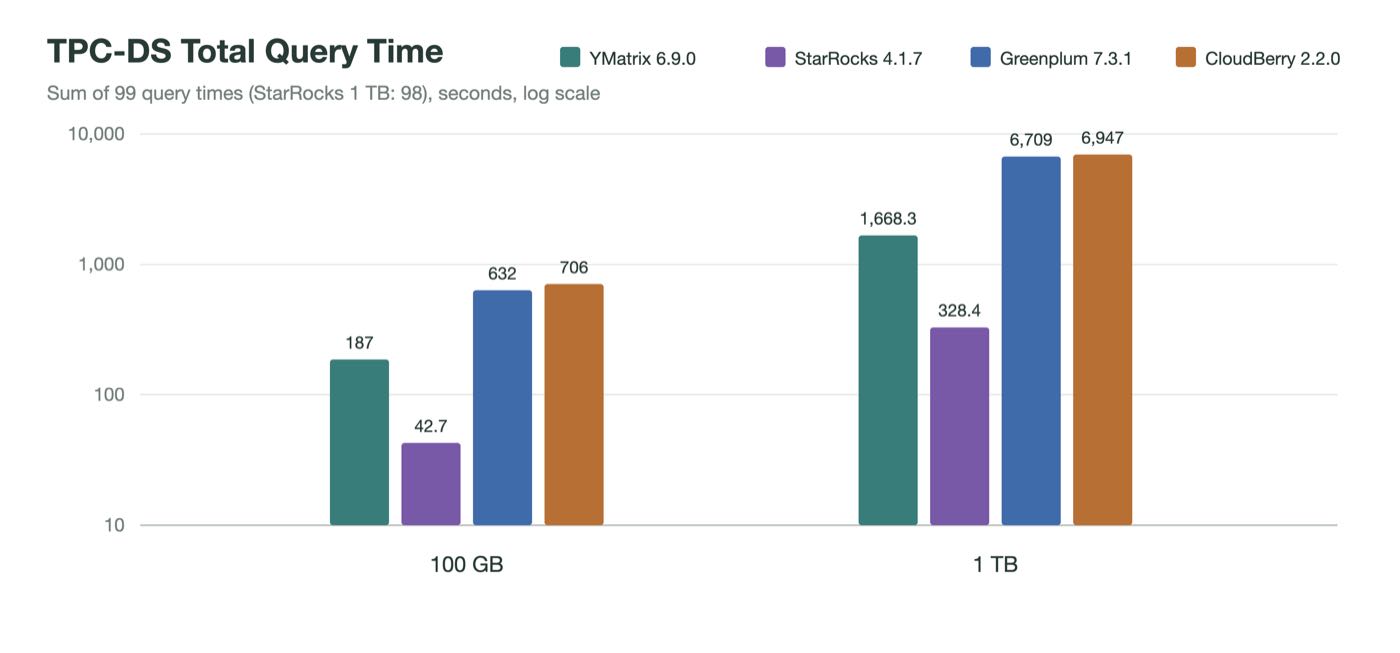 TPC-DS Total Query Time
YMatrix 6.9.0
StarRocks 4.1.7
Greenplum 7.3.1
CloudBerry 2.2.0
Sum of 99 query times (StarRocks 1 TB: 98), seconds, log scale
10,000
1,000
100
10
187
42.7
632
706
1,668.3
328.4
6,709
6,947
100 GB
1 TB